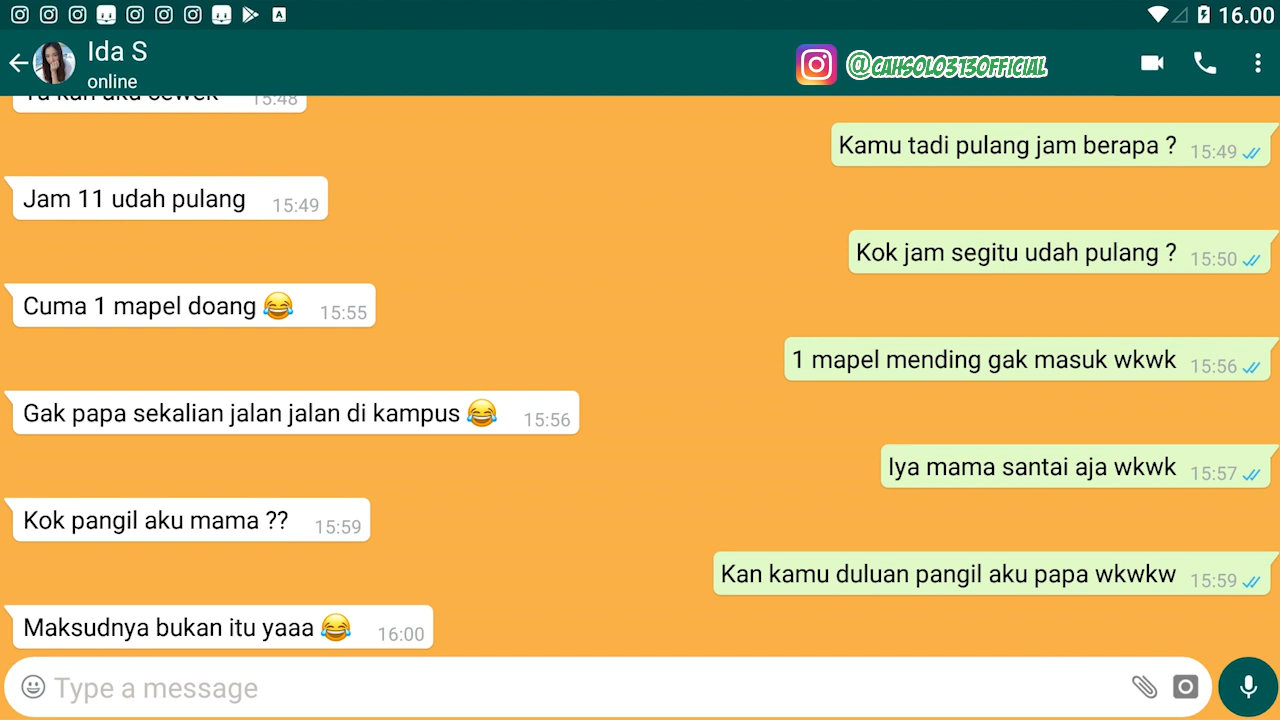 16.00
Ida S
online
@CAHSOLO313OFFICIAL
Ya kan aku cewek 15:48
Kamu tadi pulang jam berapa ? 15:49
Jam 11 udah pulang 15:49
Kok jam segitu udah pulang ? 15:50
Cuma 1 mapel doang 😂 15:55
1 mapel mending gak masuk wkwk 15:56
Gak papa sekalian jalan jalan di kampus 😂 15:56
Iya mama santai aja wkwk 15:57
Kok pangil aku mama ?? 15:59
Kan kamu duluan pangil aku papa wkwkw 15:59
Maksudnya bukan itu yaaa 😂 16:00
Type a message